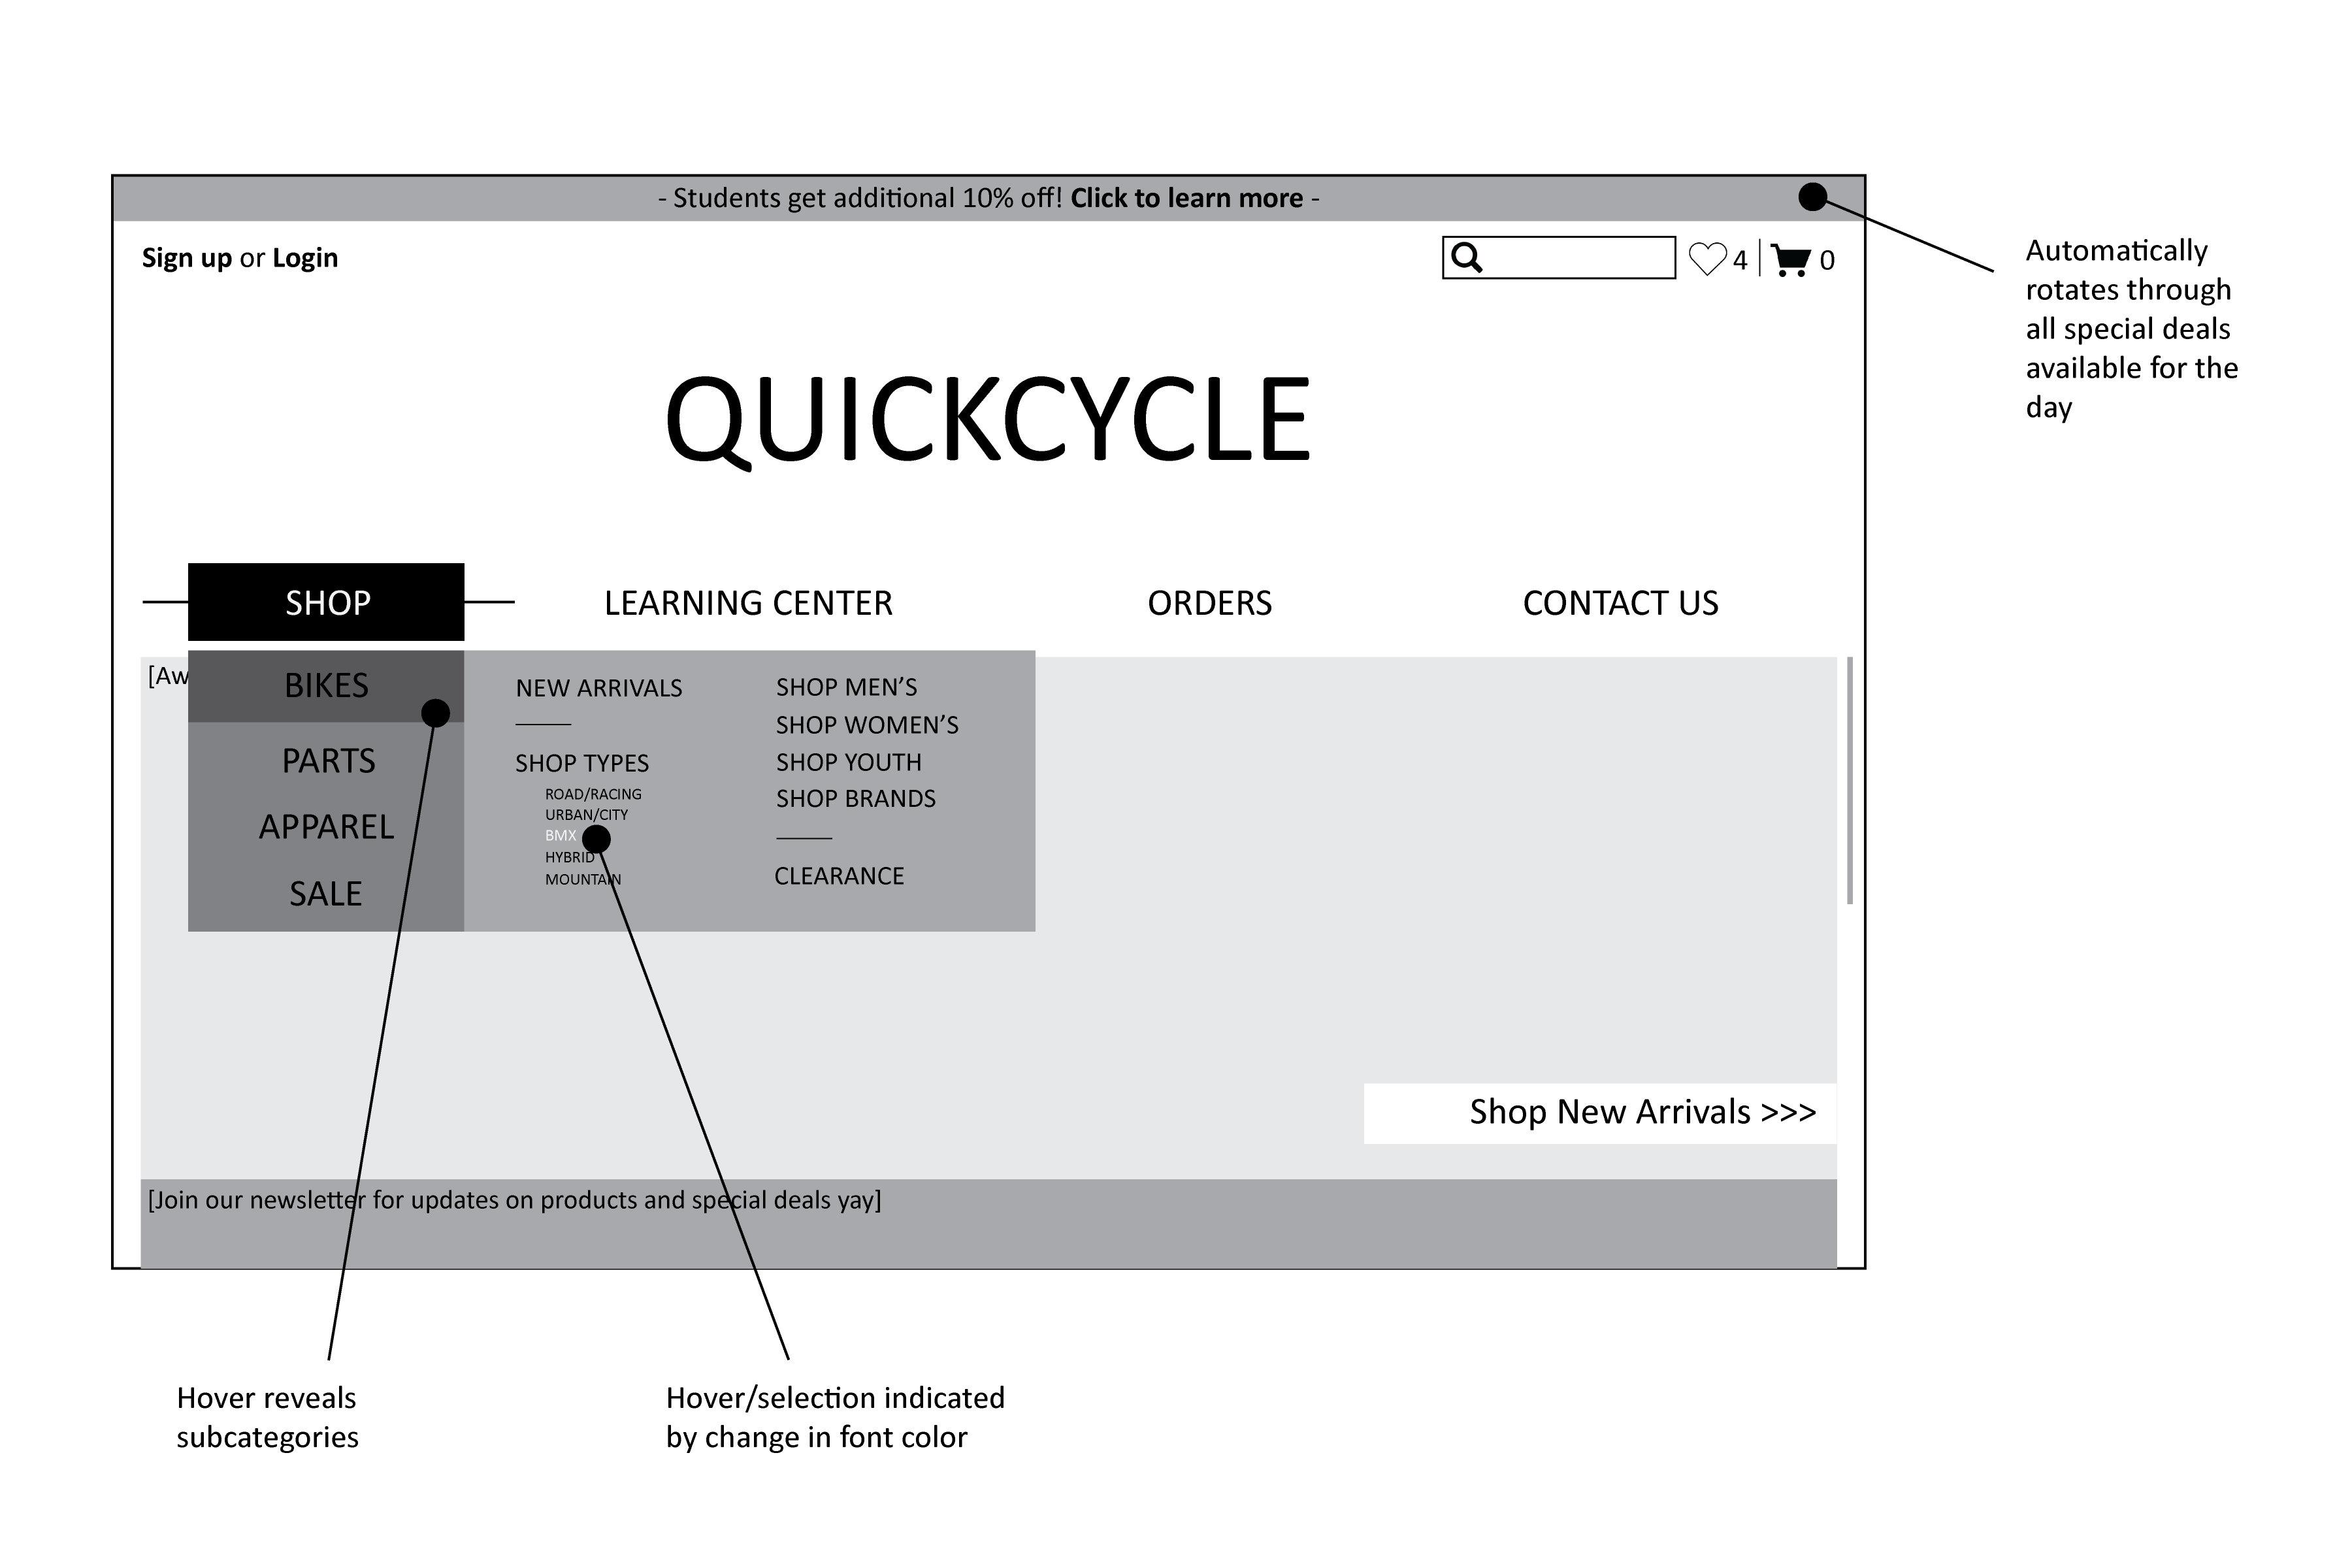 - Students get additional 10% off! Click to learn more -
Sign up or Login
4
0
Automatically
rotates through
all special deals
available for the
day
QUICKCYCLE
SHOP
LEARNING CENTER
ORDERS
CONTACT US
[Aw
BIKES
PARTS
APPAREL
SALE
NEW ARRIVALS
SHOP TYPES
ROAD/RACING
URBAN/CITY
BMX
HYBRID
MOUNTAIN
SHOP MEN'S
SHOP WOMEN'S
SHOP YOUTH
SHOP BRANDS
CLEARANCE
Shop New Arrivals >>>
[Join our newsletter for updates on products and special deals yay]
Hover reveals
subcategories
Hover/selection indicated
by change in font color